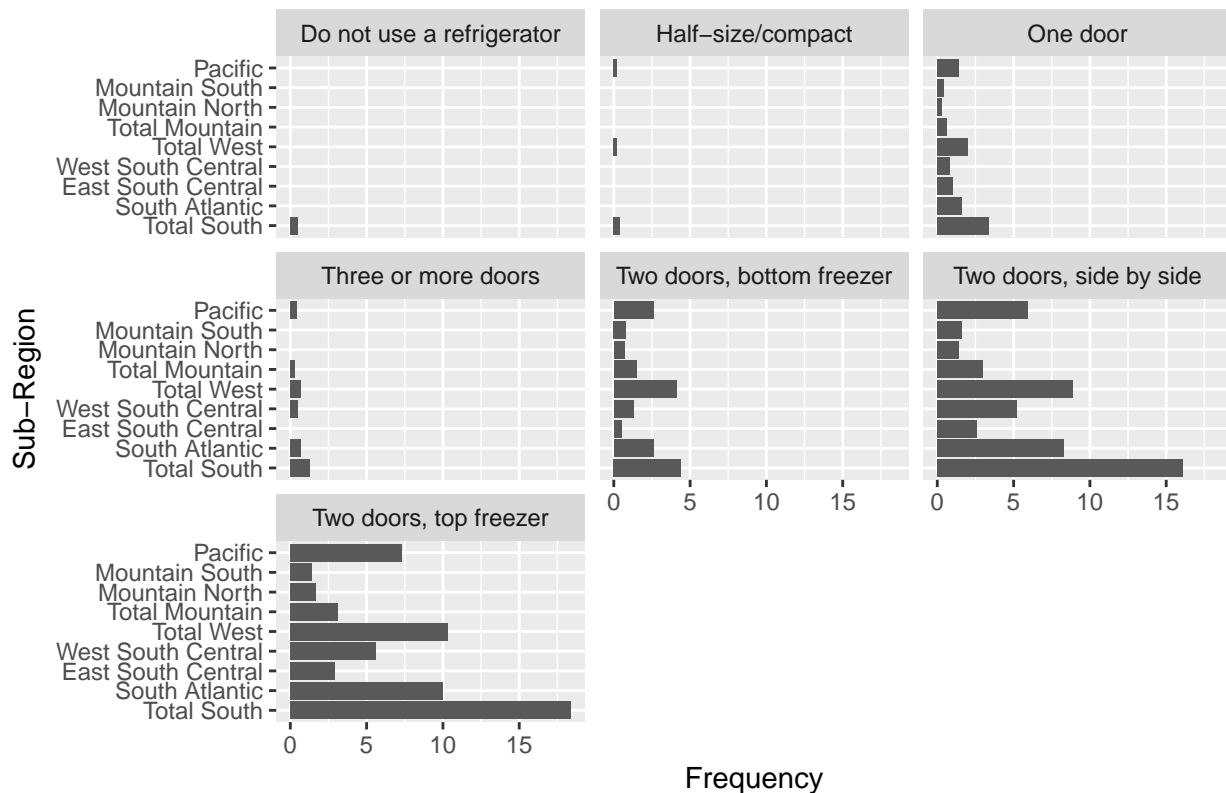 Do not use a refrigerator
Half−size/compact
One door
Pacific
Mountain South
Mountain North
Total Mountain
Total West
West South Central
East South Central
South Atlantic
Total South
Three or more doors
Two doors, bottom freezer
Two doors, side by side
Pacific
Mountain South
Mountain North
Total Mountain
Total West
West South Central
East South Central
South Atlantic
Total South
0 5 10 15
0 5 10 15
Two doors, top freezer
Pacific
Mountain South
Mountain North
Total Mountain
Total West
West South Central
East South Central
South Atlantic
Total South
0 5 10 15
Sub−Region
Frequency